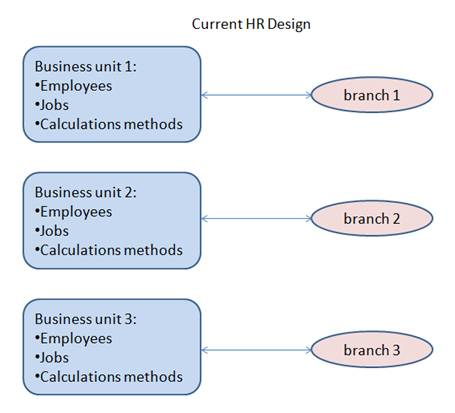 Current HR Design
Business unit 1:
•Employees
•Jobs
•Calculations methods
branch 1
Business unit 2:
•Employees
•Jobs
•Calculations methods
branch 2
Business unit 3:
•Employees
•Jobs
•Calculations methods
branch 3